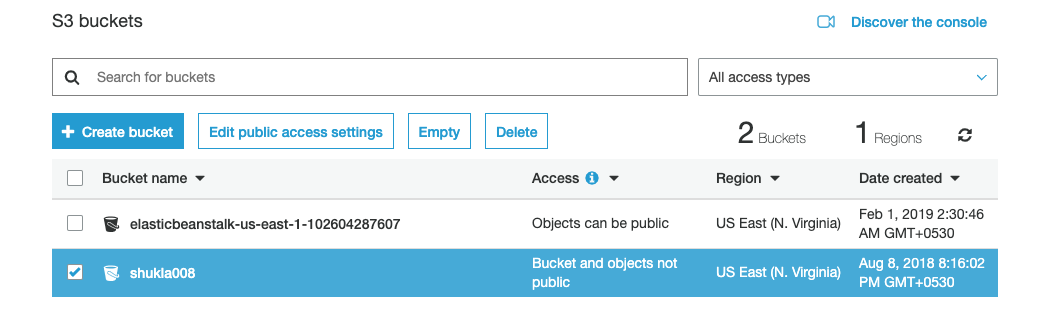 S3 buckets
Discover the console
Search for buckets
All access types
+ Create bucket
Edit public access settings
Empty
Delete
2 Buckets
1 Regions
Bucket name
Access
Region
Date created
elasticbeanstalk-us-east-1-102604287607
Objects can be public
US East (N. Virginia)
Feb 1, 2019 2:30:46
AM GMT+0530
shukla008
Bucket and objects not
public
US East (N. Virginia)
Aug 8, 2018 8:16:02
PM GMT+0530